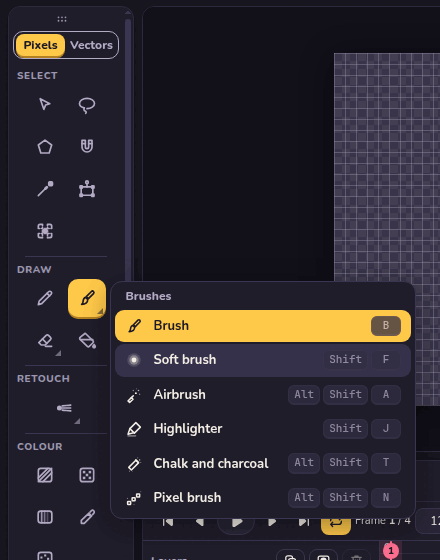 Pixels Vectors
SELECT
DRAW
Brushes
Brush B
Soft brush Shift F
Airbrush Alt Shift A
Highlighter Shift J
Chalk and charcoal Alt Shift T
Pixel brush Alt Shift N
RETOUCH
COLOUR
Frame 1 / 4 12
1